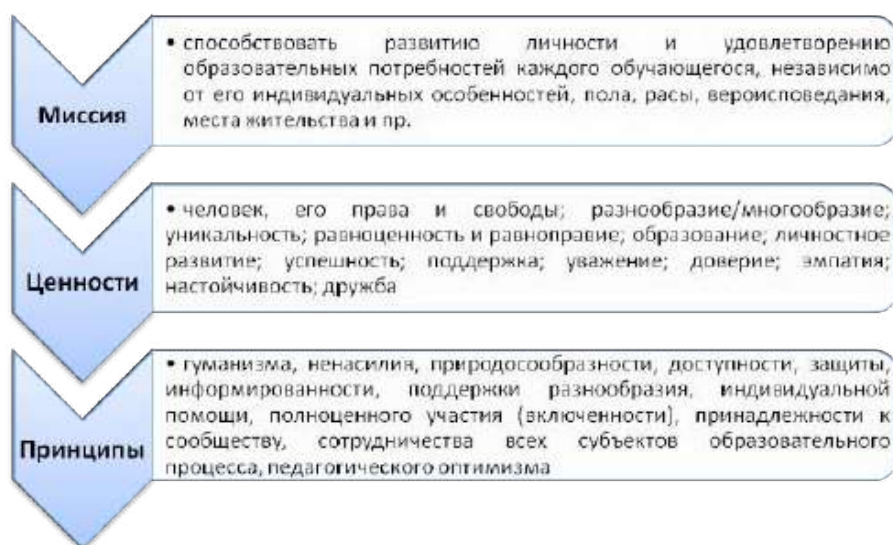 Миссия
• способствовать развитию личности и удовлетворению
образовательных потребностей каждого обучающегося, независимо
от его индивидуальных особенностей, пола, расы, вероисповедания,
места жительства и пр.
Ценности
• человек, его права и свободы; разнообразие/многообразие;
уникальность; равноценность и равноправие; образование; личностное
развитие; успешность; поддержка; уважение; доверие; эмпатия;
настойчивость; дружба
Принципы
• гуманизма, ненасилия, природосообразности, доступности, защиты,
информированности, поддержки разнообразия, индивидуальной
помощи, полноценного участия (включенности), принадлежности к
сообществу, сотрудничества всех субъектов образовательного
процесса, педагогического оптимизма